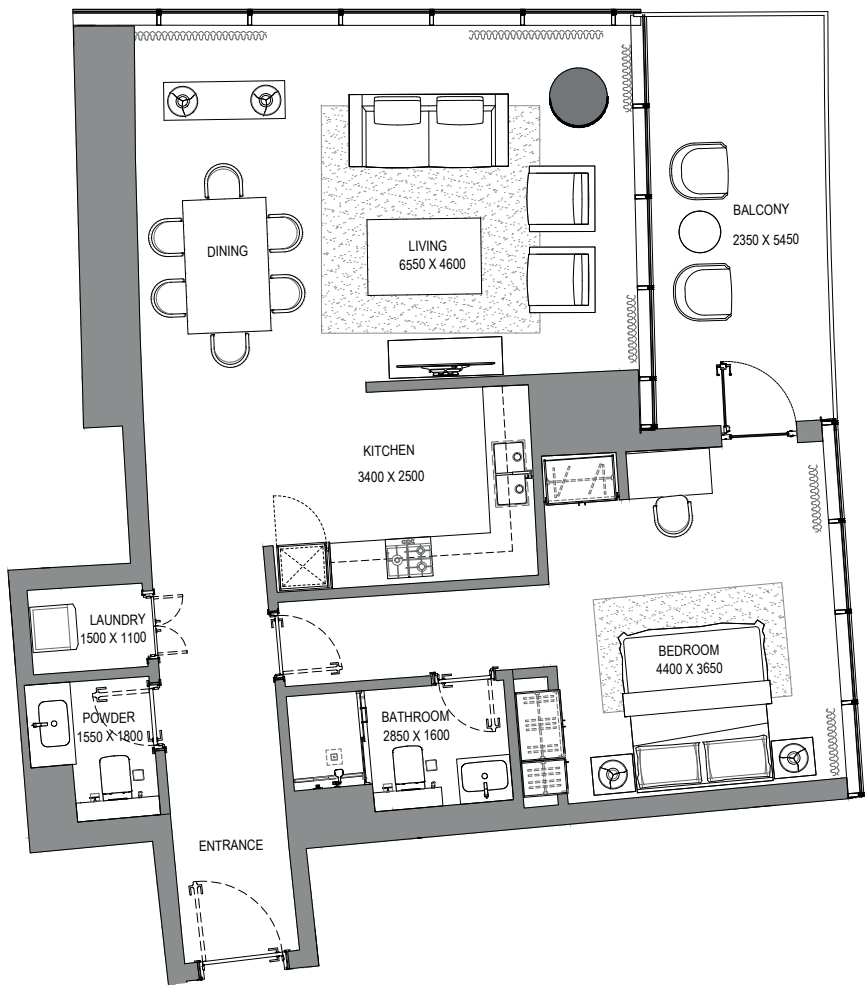 DINING
LIVING
6550 X 4600
BALCONY
2350 X 5450
KITCHEN
3400 X 2500
LAUNDRY
1500 X 1100
BEDROOM
4400 X 3650
POWDER
1550 X 1800
BATHROOM
2850 X 1600
ENTRANCE